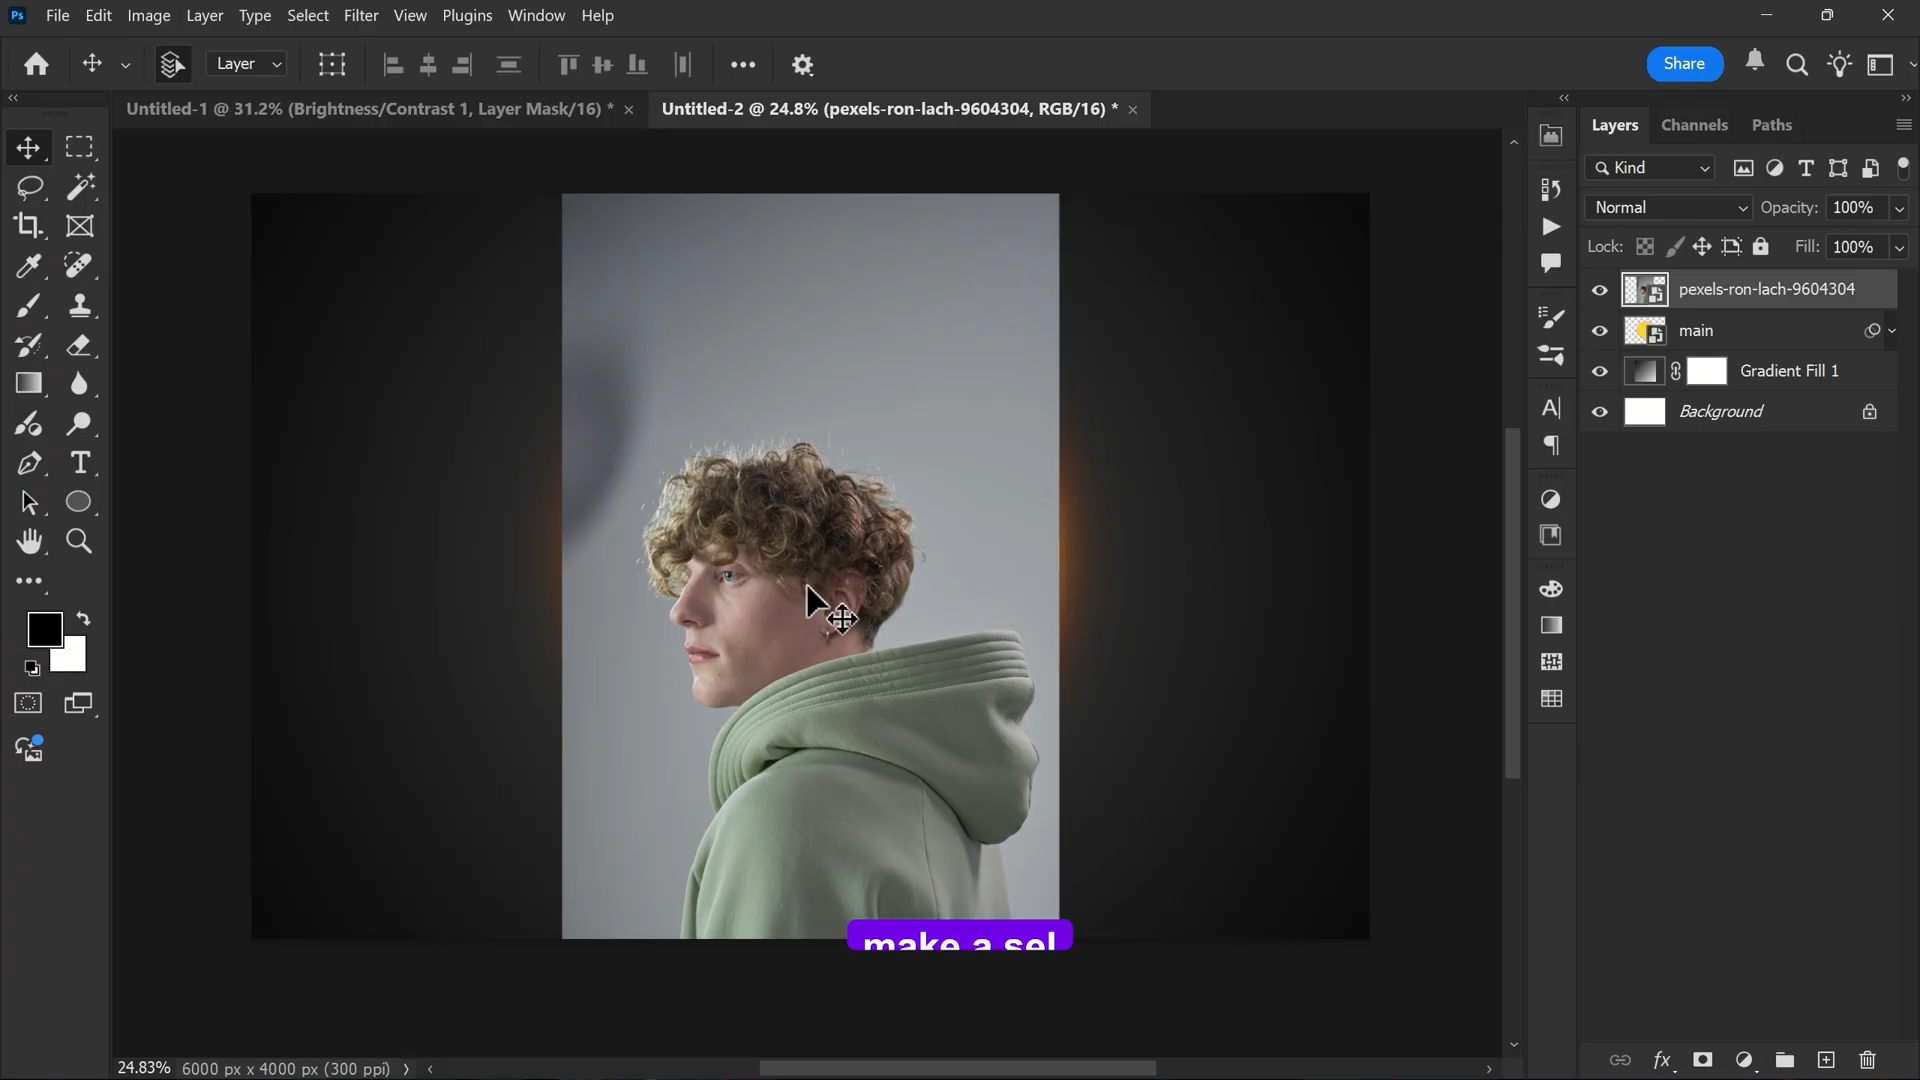 Ps File Edit Image Layer Type Select Filter View Plugins Window Help
Layer Share
Untitled-1 @ 31.2% (Brightness/Contrast 1, Layer Mask/16) * Untitled-2 @ 24.8% (pexels-ron-lach-9604304, RGB/16) *
Layers Channels Paths
Kind
Normal Opacity: 100%
Lock: Fill: 100%
pexels-ron-lach-9604304
main
Gradient Fill 1
Background
make a sel
24.83% 6000 px x 4000 px (300 ppi)